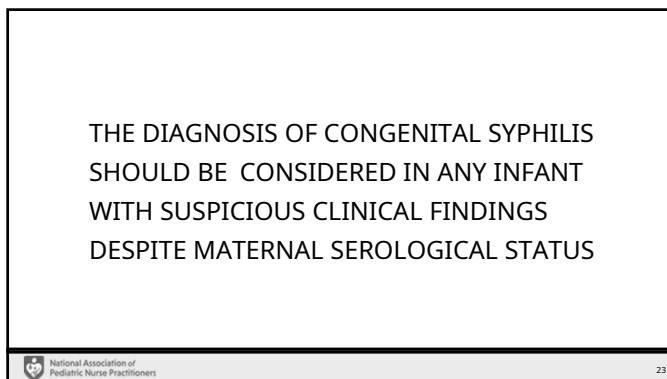 THE DIAGNOSIS OF CONGENITAL SYPHILIS
SHOULD BE  CONSIDERED IN ANY INFANT
WITH SUSPICIOUS CLINICAL FINDINGS
DESPITE MATERNAL SEROLOGICAL STATUS
National Association of
Pediatric Nurse Practitioners
23